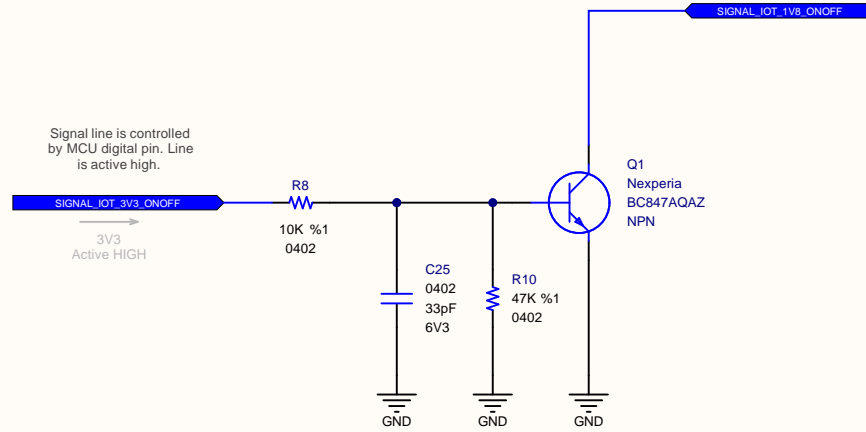 SIGNAL_IOT_1V8_ONOFF
Signal line is controlled
by MCU digital pin. Line
is active high.
SIGNAL_IOT_3V3_ONOFF
3V3
Active HIGH
R8
10K %1
0402
C25
0402
33pF
6V3
R10
47K %1
0402
Q1
Nexperia
BC847AQAZ
NPN
GND
GND
GND